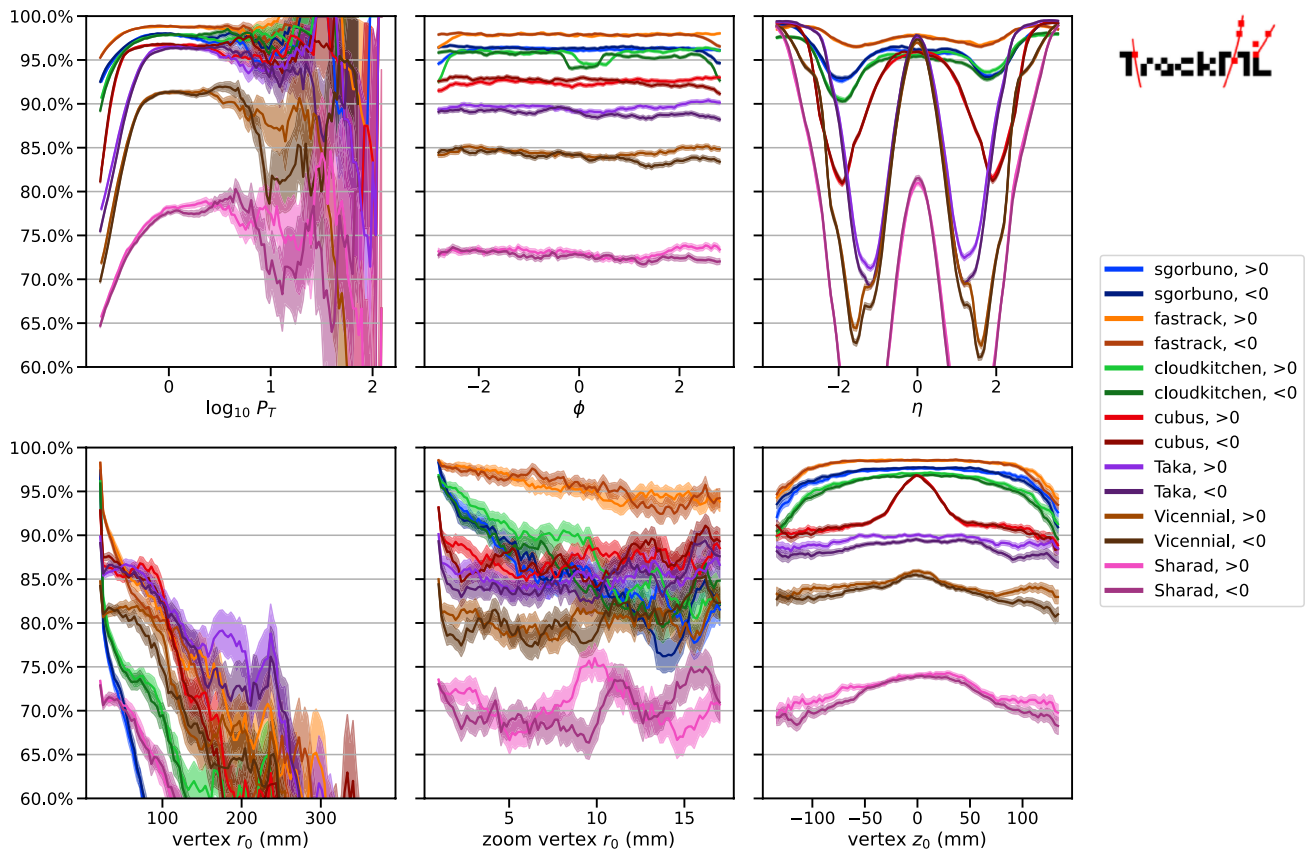 100.0%
95.0%
90.0%
85.0%
80.0%
75.0%
70.0%
65.0%
60.0%
0 1 2
log10 PT
−2 0 2
ϕ
−2 0 2
η
TrackML
100.0%
95.0%
90.0%
85.0%
80.0%
75.0%
70.0%
65.0%
60.0%
100 200 300
vertex r0 (mm)
5 10 15
zoom vertex r0 (mm)
−100 −50 0 50 100
vertex z0 (mm)
sgorbuno, >0
sgorbuno, <0
fastrack, >0
fastrack, <0
cloudkitchen, >0
cloudkitchen, <0
cubus, >0
cubus, <0
Taka, >0
Taka, <0
Vicennial, >0
Vicennial, <0
Sharad, >0
Sharad, <0